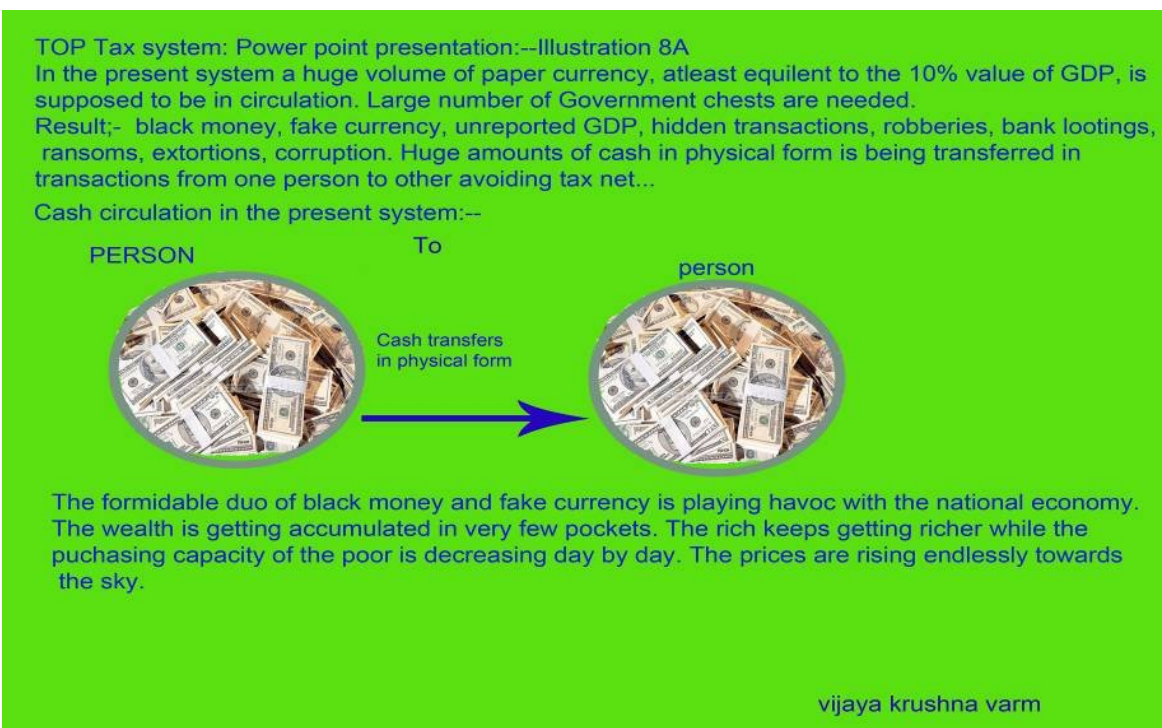 TOP Tax system: Power point presentation:--Illustration 8A
In the present system a huge volume of paper currency, atleast equilent to the 10% value of GDP, is
supposed to be in circulation. Large number of Government chests are needed.
Result;- black money, fake currency, unreported GDP, hidden transactions, robberies, bank lootings,
ransoms, extortions, corruption. Huge amounts of cash in physical form is being transferred in
transactions from one person to other avoiding tax net...
Cash circulation in the present system:--
PERSON
To
person
Cash transfers
in physical form
The formidable duo of black money and fake currency is playing havoc with the national economy.
The wealth is getting accumulated in very few pockets. The rich keeps getting richer while the
puchasing capacity of the poor is decreasing day by day. The prices are rising endlessly towards
the sky.
vijaya krushna varm